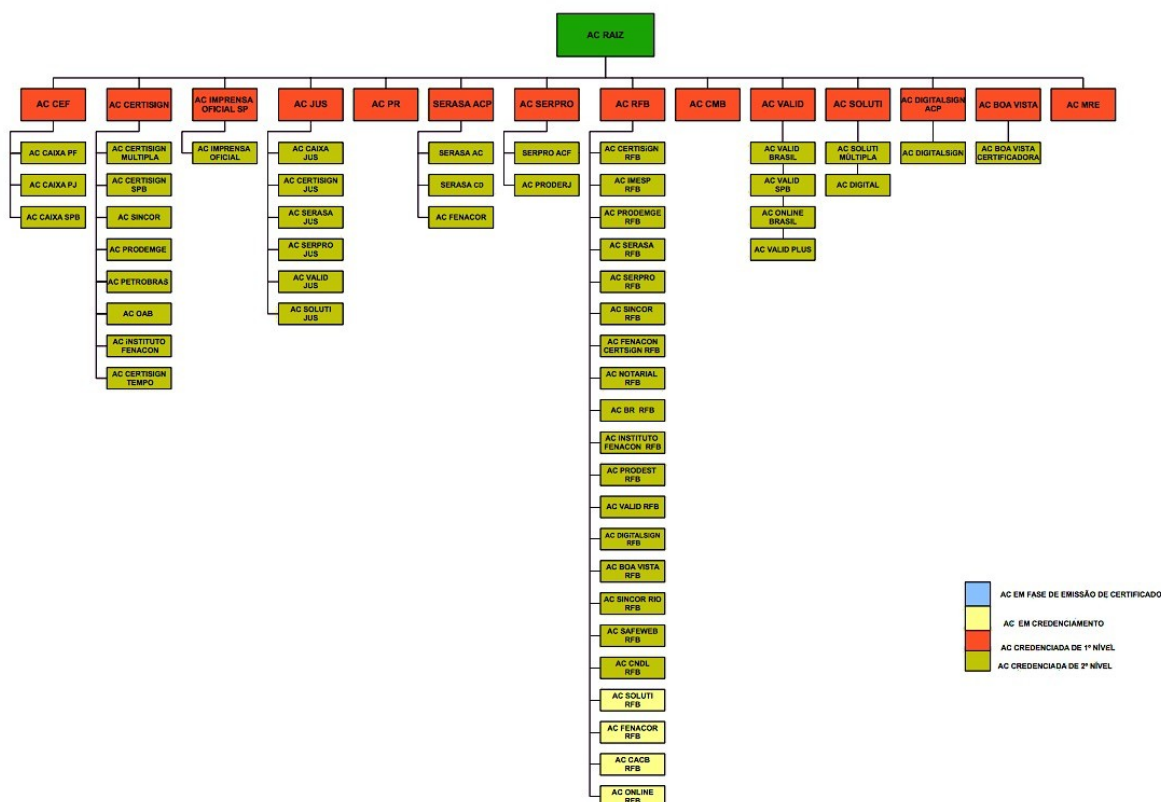 AC RAIZ
AC CEF
AC CERTISIGN
AC IMPRENSA
OFICIAL SP
AC JUS
AC PR
SERASA ACP
AC SERPRO
AC RFB
AC CMB
AC VALID
AC SOLUTI
AC DIGITALSIGN
ACP
AC BOA VISTA
AC MRE
AC CAIXA PF
AC CAIXA PJ
AC CAIXA SPB
AC CERTISIGN
MULTIPLA
AC CERTISIGN
SPB
AC SINCOR
AC PRODEMGE
AC PETROBRAS
AC OAB
AC iNSTITUTO
FENACON
AC CERTISIGN
TEMPO
AC IMPRENSA
OFICIAL
AC CAIXA
JUS
AC CERTISIGN
JUS
AC SERASA
JUS
AC SERPRO
JUS
AC VALID
JUS
AC SOLUTI
JUS
SERASA AC
SERASA CD
AC FENACOR
SERPRO ACF
AC PRODERJ
AC CERTISiGN
RFB
AC IMESP
RFB
AC PRODEMGE
RFB
AC SERASA
RFB
AC SERPRO
RFB
AC SINCOR
RFB
AC FENACON
CERTSiGN RFB
AC NOTARIAL
RFB
AC BR RFB
AC INSTITUTO
FENACON RFB
AC PRODEST
RFB
AC VALID RFB
AC DIGiTALSIGN
RFB
AC BOA VISTA
RFB
AC SINCOR RIO
RFB
AC SAFEWEB
RFB
AC CNDL
RFB
AC SOLUTI
RFB
AC FENACOR
RFB
AC CACB
RFB
AC ONLINE
RFB
AC VALID
BRASIL
AC VALID
SPB
AC ONLINE
BRASIL
AC VALID PLUS
AC SOLUTI
MÚLTIPLA
AC DIGITAL
AC DIGITALSiGN
AC BOA VISTA
CERTIFICADORA
AC EM FASE DE EMISSÃO DE CERTIFICADO
AC EM CREDENCIAMENTO
AC CREDENCIADA DE 1º NÍVEL
AC CREDENCIADA DE 2º NÍVEL